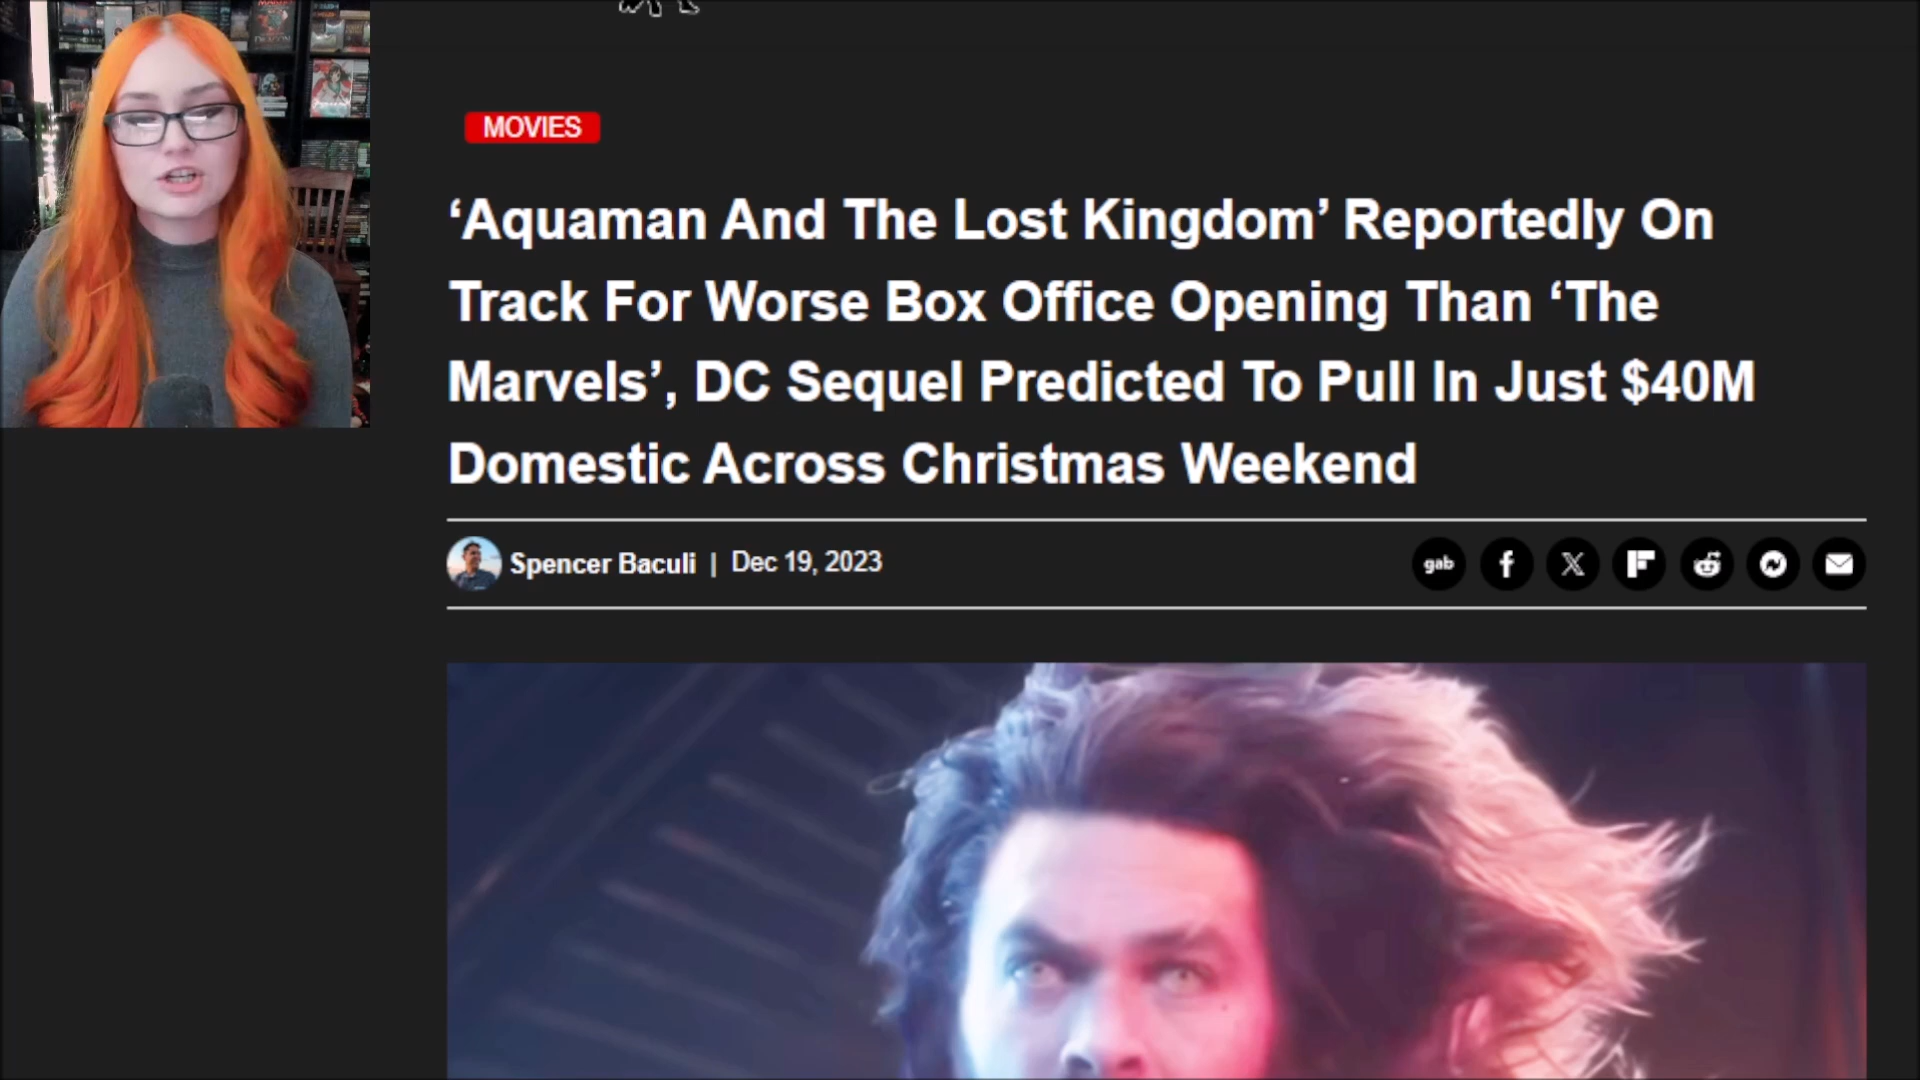 MOVIES
‘Aquaman And The Lost Kingdom’ Reportedly On
Track For Worse Box Office Opening Than ‘The
Marvels’, DC Sequel Predicted To Pull In Just $40M
Domestic Across Christmas Weekend
Spencer Baculi | Dec 19, 2023
gab